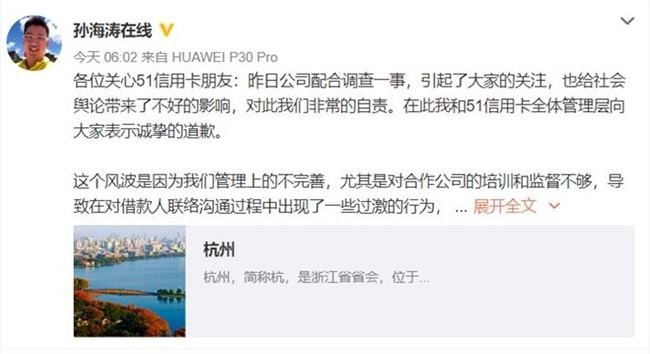 孙海涛在线
今天 06:02 来自 HUAWEI P30 Pro
各位关心51信用卡朋友：昨日公司配合调查一事，引起了大家的关注，也给社会
舆论带来了不好的影响，对此我们非常的自责。在此我和51信用卡全体管理层向
大家表示诚挚的道歉。
这个风波是因为我们管理上的不完善，尤其是对合作公司的培训和监督不够，导
致在对借款人联络沟通过程中出现了一些过激的行为， ... 展开全文
杭州
杭州，简称杭，是浙江省省会，位于...